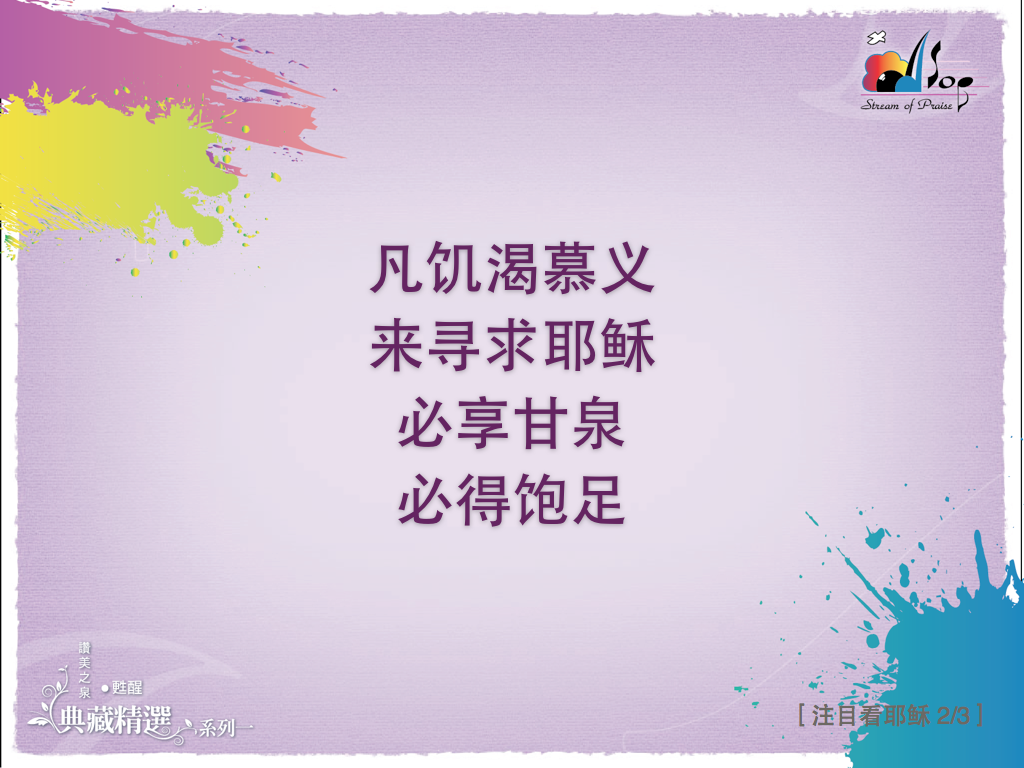 Sop
Stream of Praise
凡饥渴慕义
来寻求耶稣
必享甘泉
必得饱足
讚美之泉
●甦醒
典藏精選
系列一
[ 注目看耶稣 2/3 ]